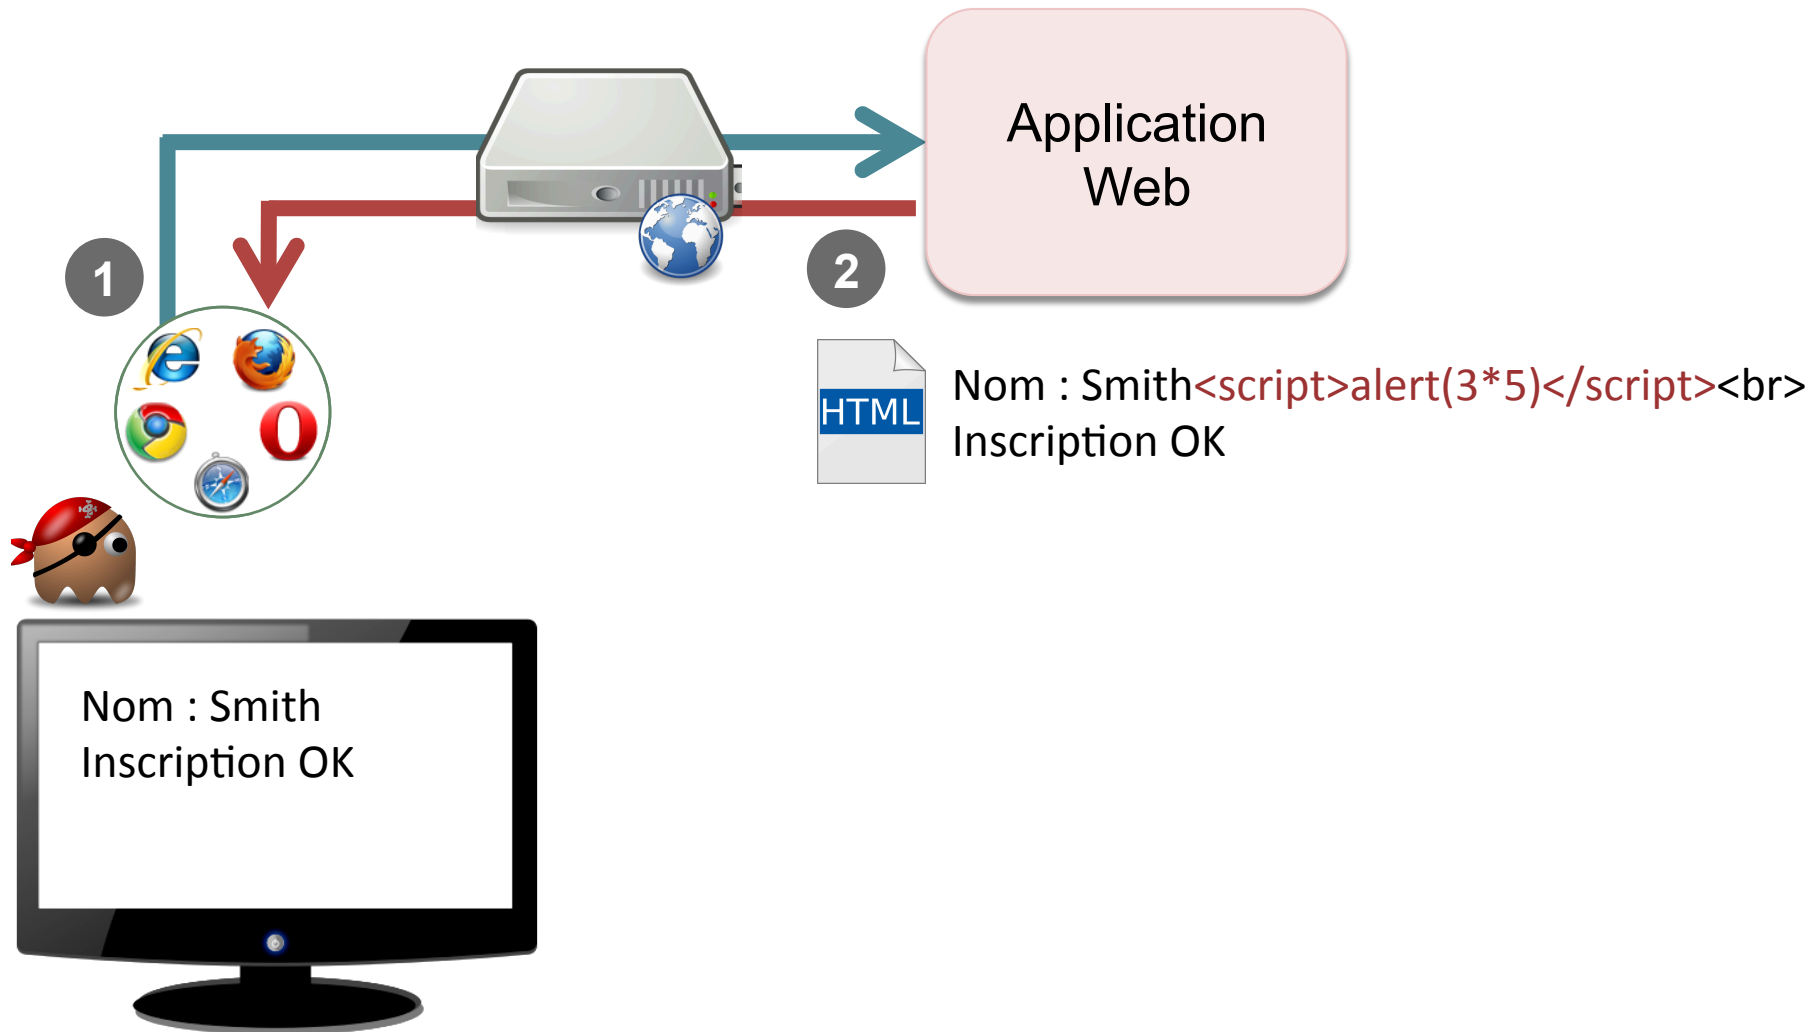 Application
Web
1
2
HTML
Nom : Smith<script>alert(3*5)</script><br>
Inscription OK
Nom : Smith
Inscription OK